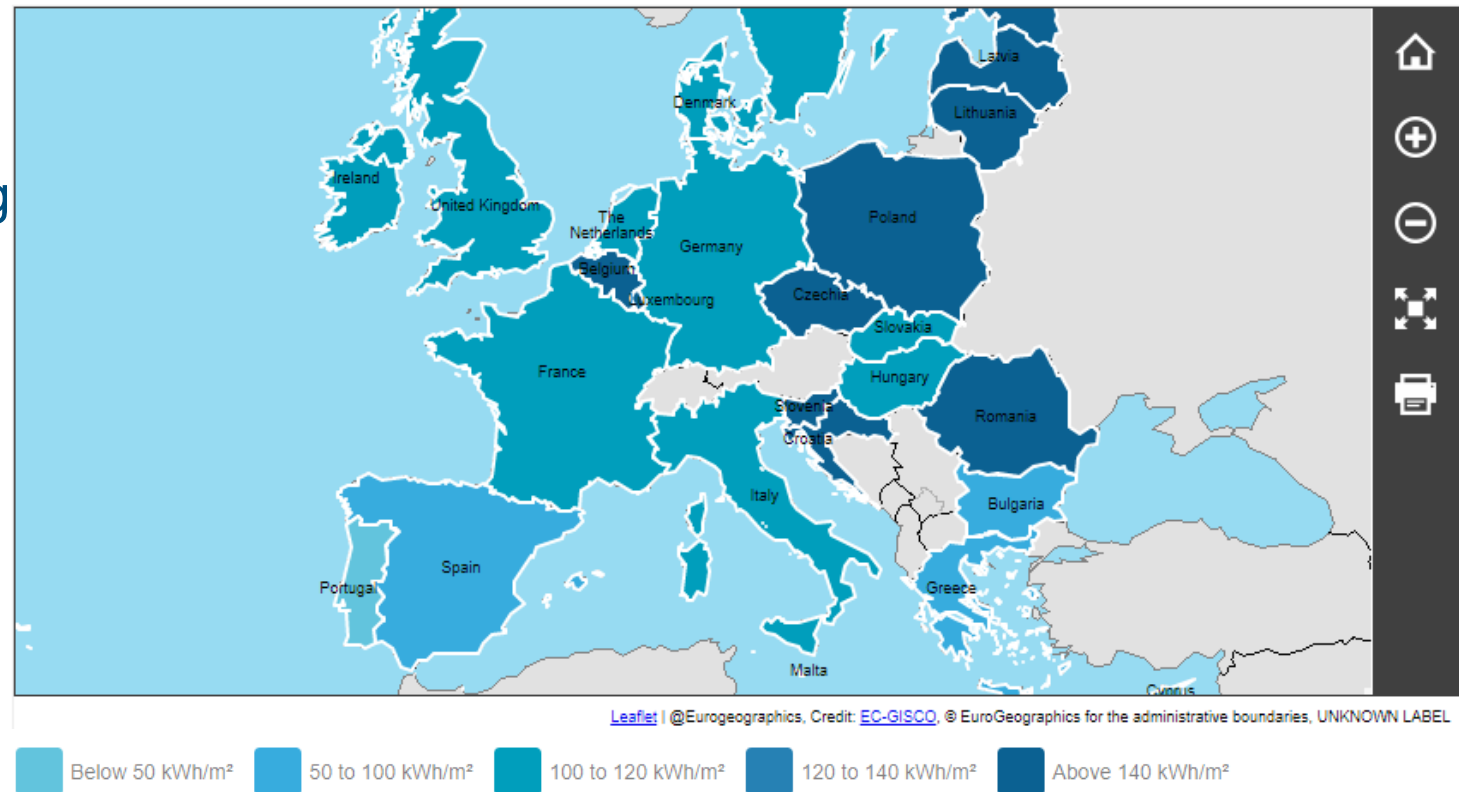 Latvia
Denmark
Lithuania
Ireland
United Kingdom
The
Netherlands
Poland
Germany
Belgium
Czechia
Luxembourg
Slovakia
France
Hungary
Slovenia
Romania
Croatia
Italy
Bulgaria
Spain
Portugal
Greece
Malta
Cyprus
Leaflet | @Eurogeographics, Credit: EC-GISCO, © EuroGeographics for the administrative boundaries, UNKNOWN LABEL
Below 50 kWh/m² 50 to 100 kWh/m² 100 to 120 kWh/m² 120 to 140 kWh/m² Above 140 kWh/m²